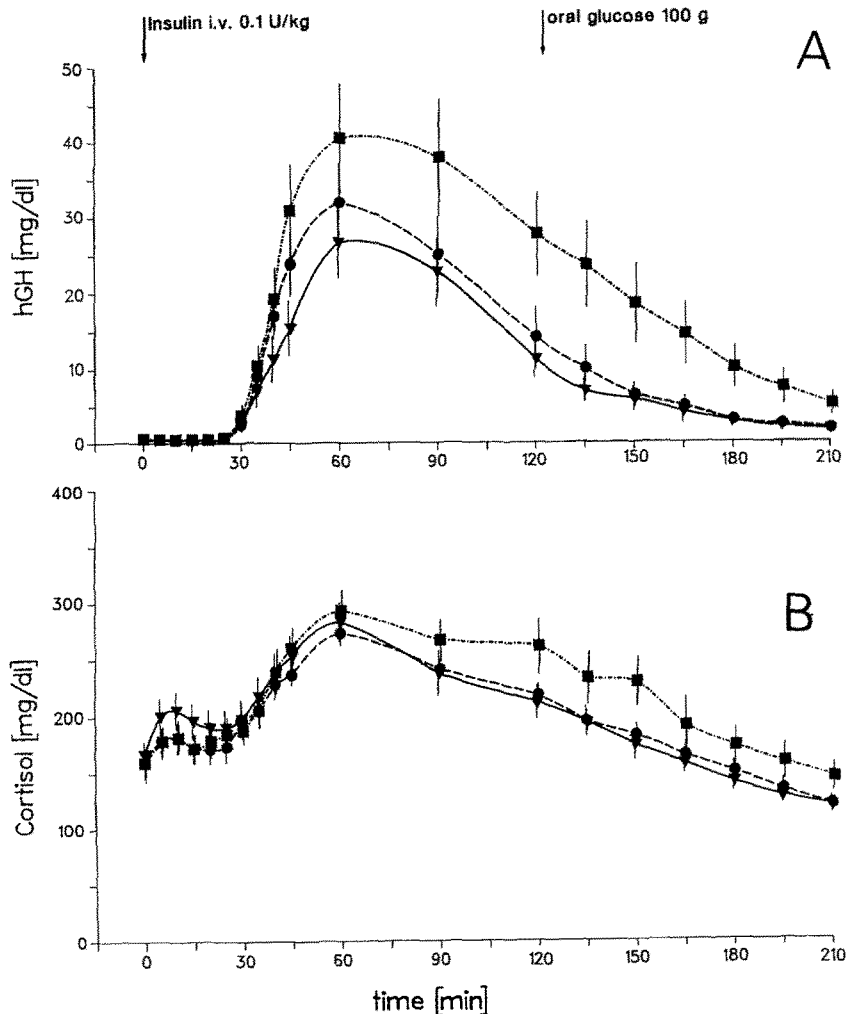 Insulin i.v. 0.1 U/kg
oral glucose 100 g
A
50
40
30
20
10
0
hGH [mg/dl]
0 30 60 90 120 150 180 210
B
400
300
200
100
0
Cortisol [mg/dl]
0 30 60 90 120 150 180 210
time [min]